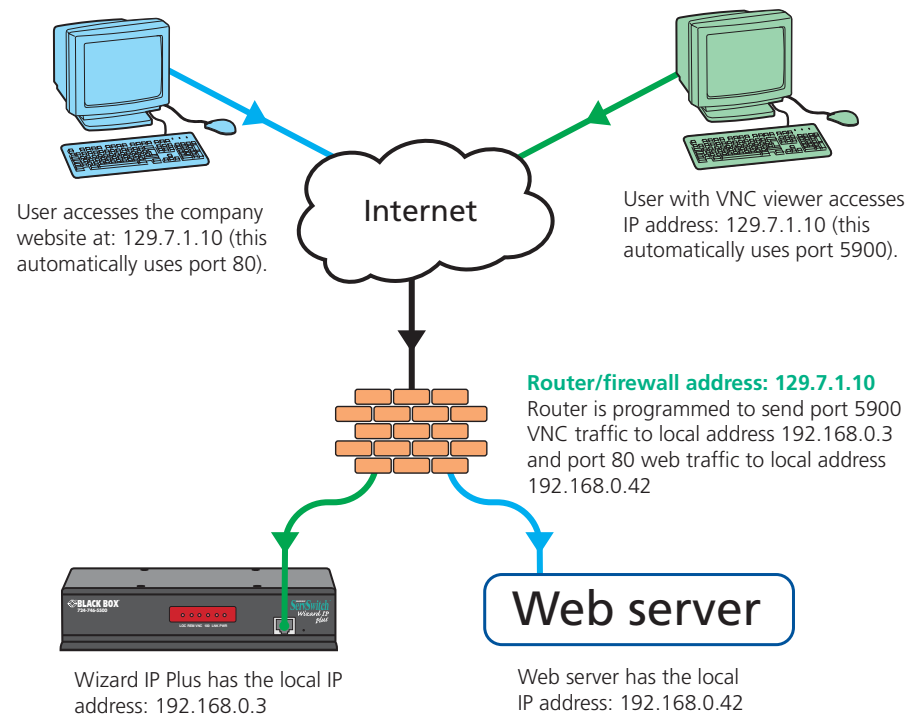 User accesses the company
website at: 129.7.1.10 (this
automatically uses port 80).
Internet
User with VNC viewer accesses
IP address: 129.7.1.10 (this
automatically uses port 5900).
Router/firewall address: 129.7.1.10
Router is programmed to send port 5900
VNC traffic to local address 192.168.0.3
and port 80 web traffic to local address
192.168.0.42
BLACK BOX
724-746-5500
ServSwitch
Wizard IP
plus
Wizard IP Plus has the local IP
address: 192.168.0.3
Web server
Web server has the local
IP address: 192.168.0.42